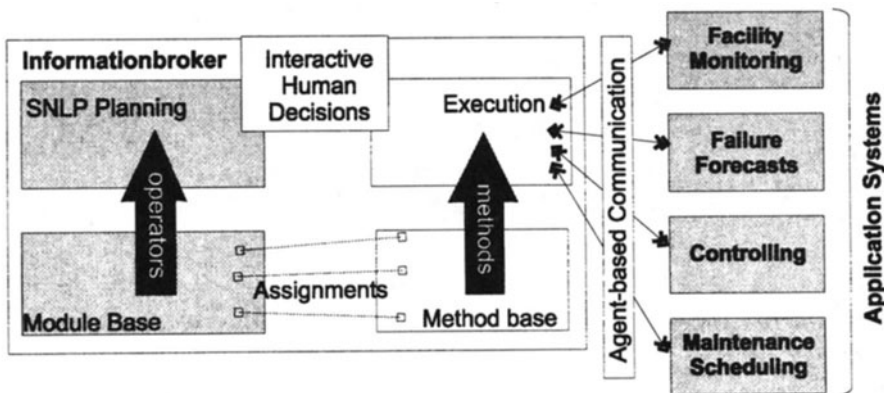 Informationbroker
Interactive
Human
Decisions
SNLP Planning
Execution
operators
methods
Assignments
Module Base
Method base
Agent-based Communication
Facility
Monitoring
Failure
Forecasts
Controlling
Maintenance
Scheduling
Application Systems